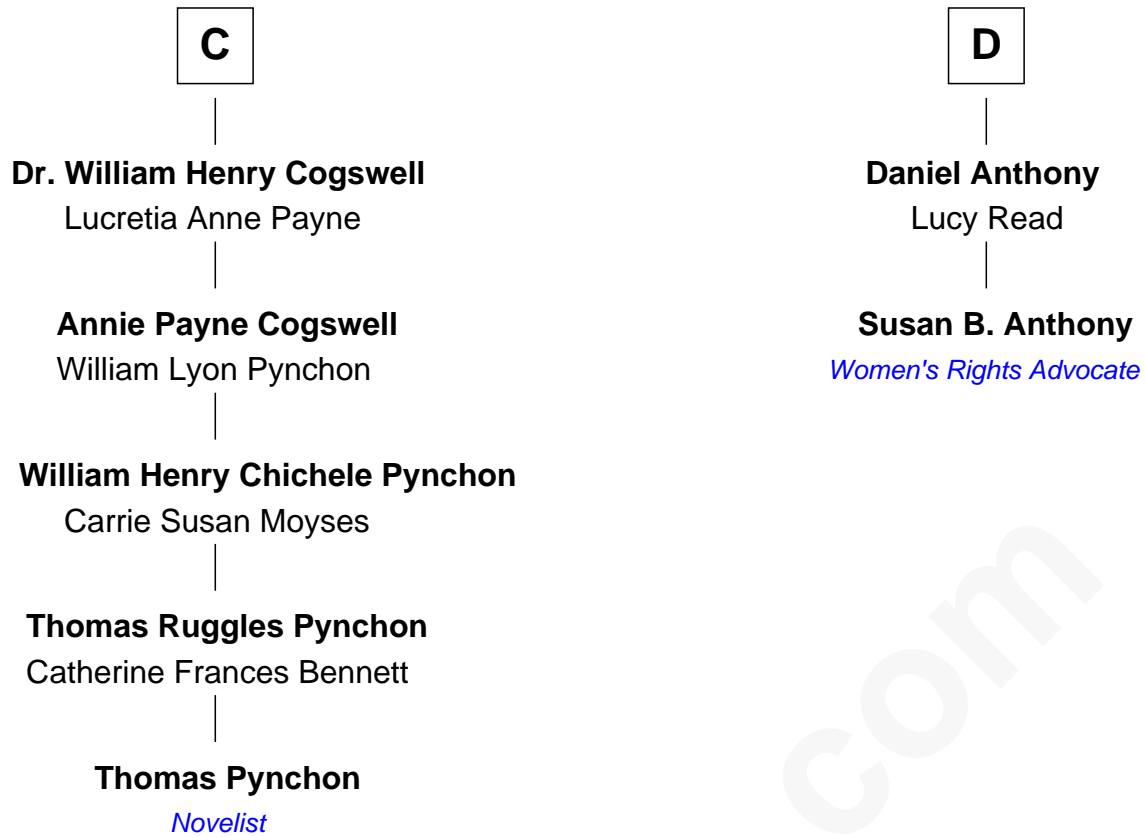 C
Dr. William Henry Cogswell
Lucretia Anne Payne
Annie Payne Cogswell
William Lyon Pynchon
William Henry Chichele Pynchon
Carrie Susan Moyses
Thomas Ruggles Pynchon
Catherine Frances Bennett
Thomas Pynchon
Novelist
D
Daniel Anthony
Lucy Read
Susan B. Anthony
Women's Rights Advocate
com